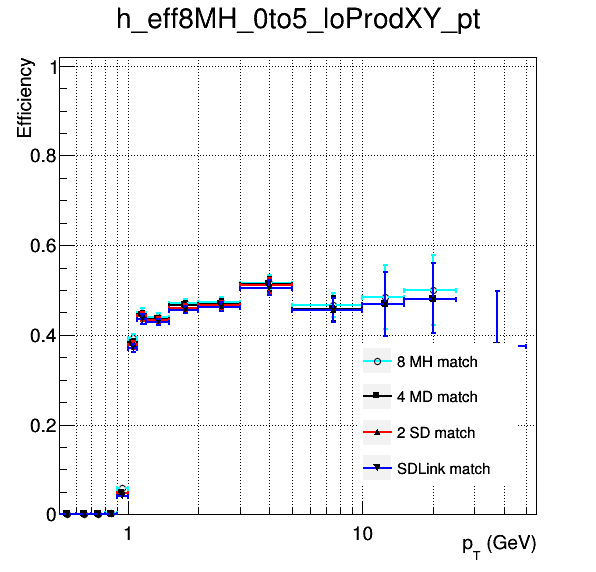 h_eff8MH_0to5_loProdXY_pt
Efficiency
1
0.8
0.6
0.4
0.2
0
8 MH match
4 MD match
2 SD match
SDLink match
1
10
p_T (GeV)